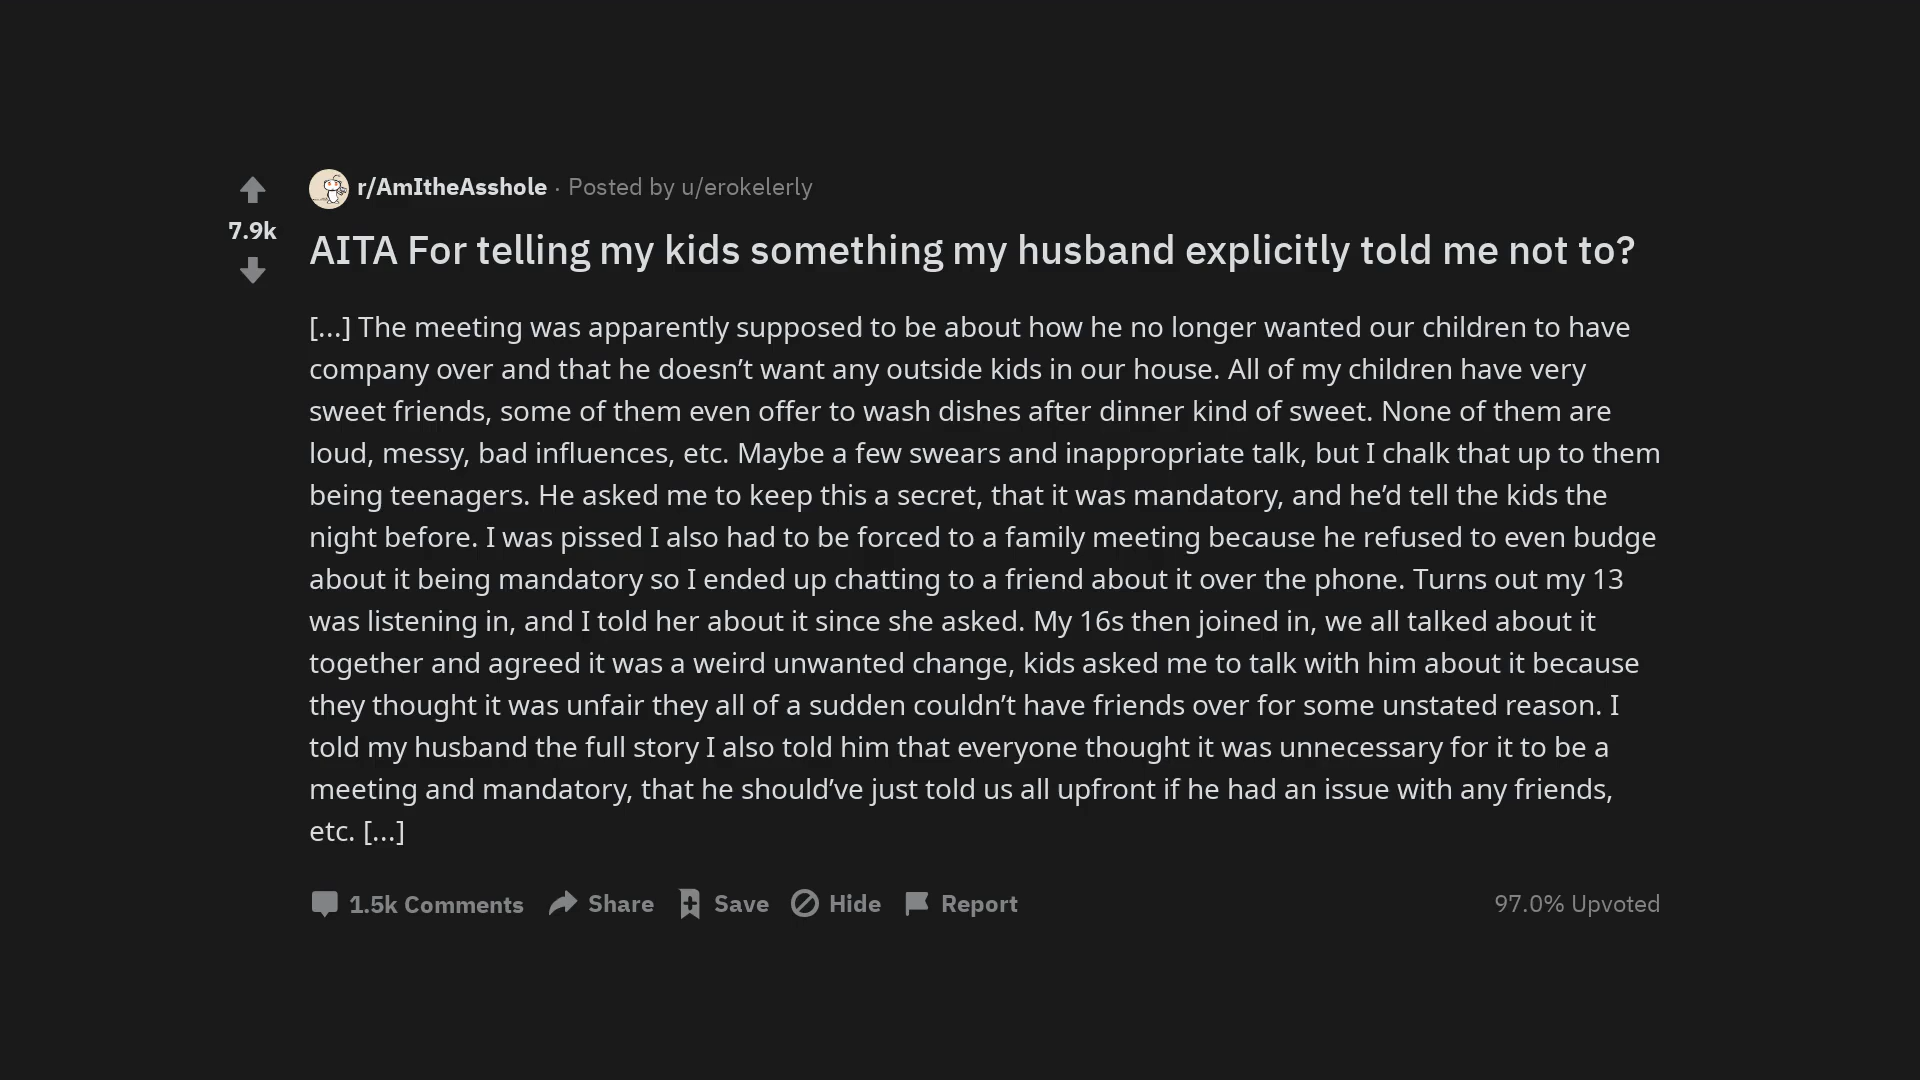 r/AmItheAsshole · Posted by u/erokelerly
7.9k
AITA For telling my kids something my husband explicitly told me not to?
[...] The meeting was apparently supposed to be about how he no longer wanted our children to have
company over and that he doesn’t want any outside kids in our house. All of my children have very
sweet friends, some of them even offer to wash dishes after dinner kind of sweet. None of them are
loud, messy, bad influences, etc. Maybe a few swears and inappropriate talk, but I chalk that up to them
being teenagers. He asked me to keep this a secret, that it was mandatory, and he’d tell the kids the
night before. I was pissed I also had to be forced to a family meeting because he refused to even budge
about it being mandatory so I ended up chatting to a friend about it over the phone. Turns out my 13
was listening in, and I told her about it since she asked. My 16s then joined in, we all talked about it
together and agreed it was a weird unwanted change, kids asked me to talk with him about it because
they thought it was unfair they all of a sudden couldn’t have friends over for some unstated reason. I
told my husband the full story I also told him that everyone thought it was unnecessary for it to be a
meeting and mandatory, that he should’ve just told us all upfront if he had an issue with any friends,
etc. [...]
1.5k Comments Share Save Hide Report 97.0% Upvoted